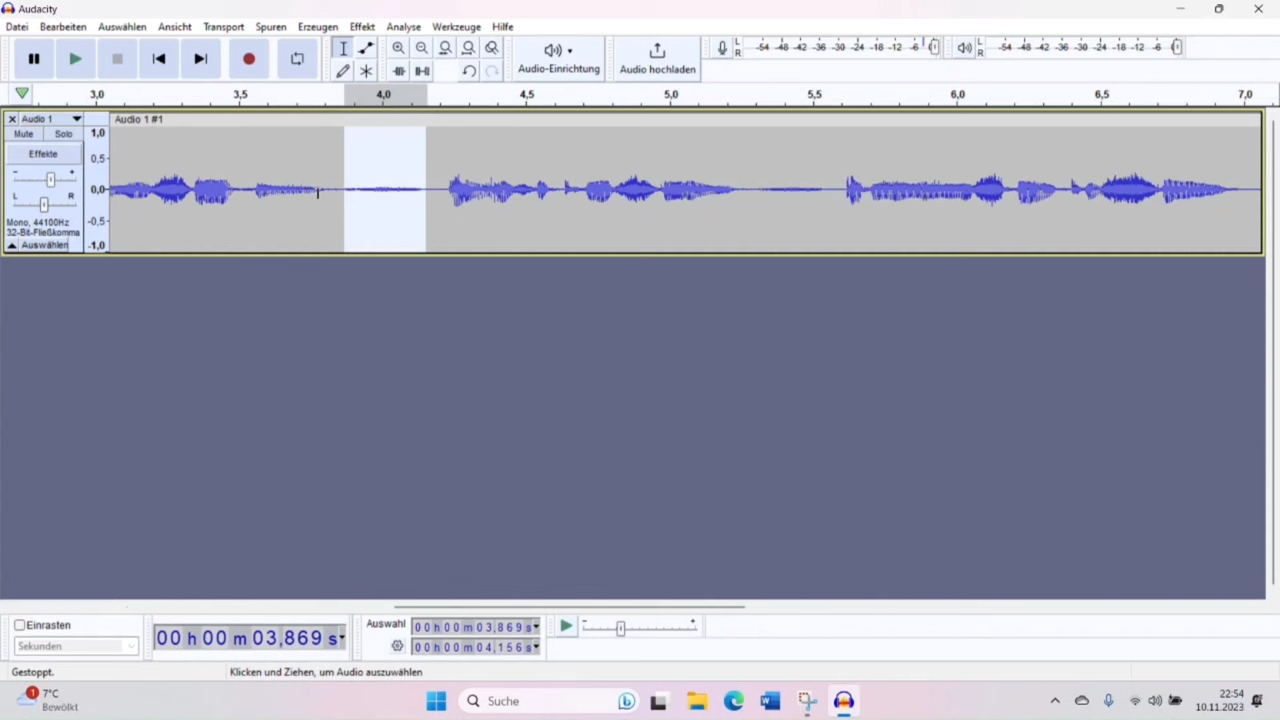 Audacity
Datei Bearbeiten Auswählen Ansicht Transport Spuren Erzeugen Effekt Analyse Werkzeuge Hilfe
Audio-Einrichtung Audio hochladen
L R -54 -48 -42 -36 -30 -24 -18 -12 -6
L R -54 -48 -42 -36 -30 -24 -18 -12 -6
3,0 3,5 4,0 4,5 5,0 5,5 6,0 6,5 7,0
Audio 1 Audio 1 #1
Mute Solo
Effekte
- +
L R
Mono, 44100Hz
32-Bit-Fließkomma
Auswählen
1,0
0,5-
0,0-
-0,5-
-1,0
Einrasten
Sekunden
00 h 00 m 03,869 s
Auswahl
00 h 00 m 03,869 s
00 h 00 m 04,156 s
- +
Gestoppt. Klicken und Ziehen, um Audio auszuwählen
1
7°C
Bewölkt
Suche
W
22:54
10.11.2023